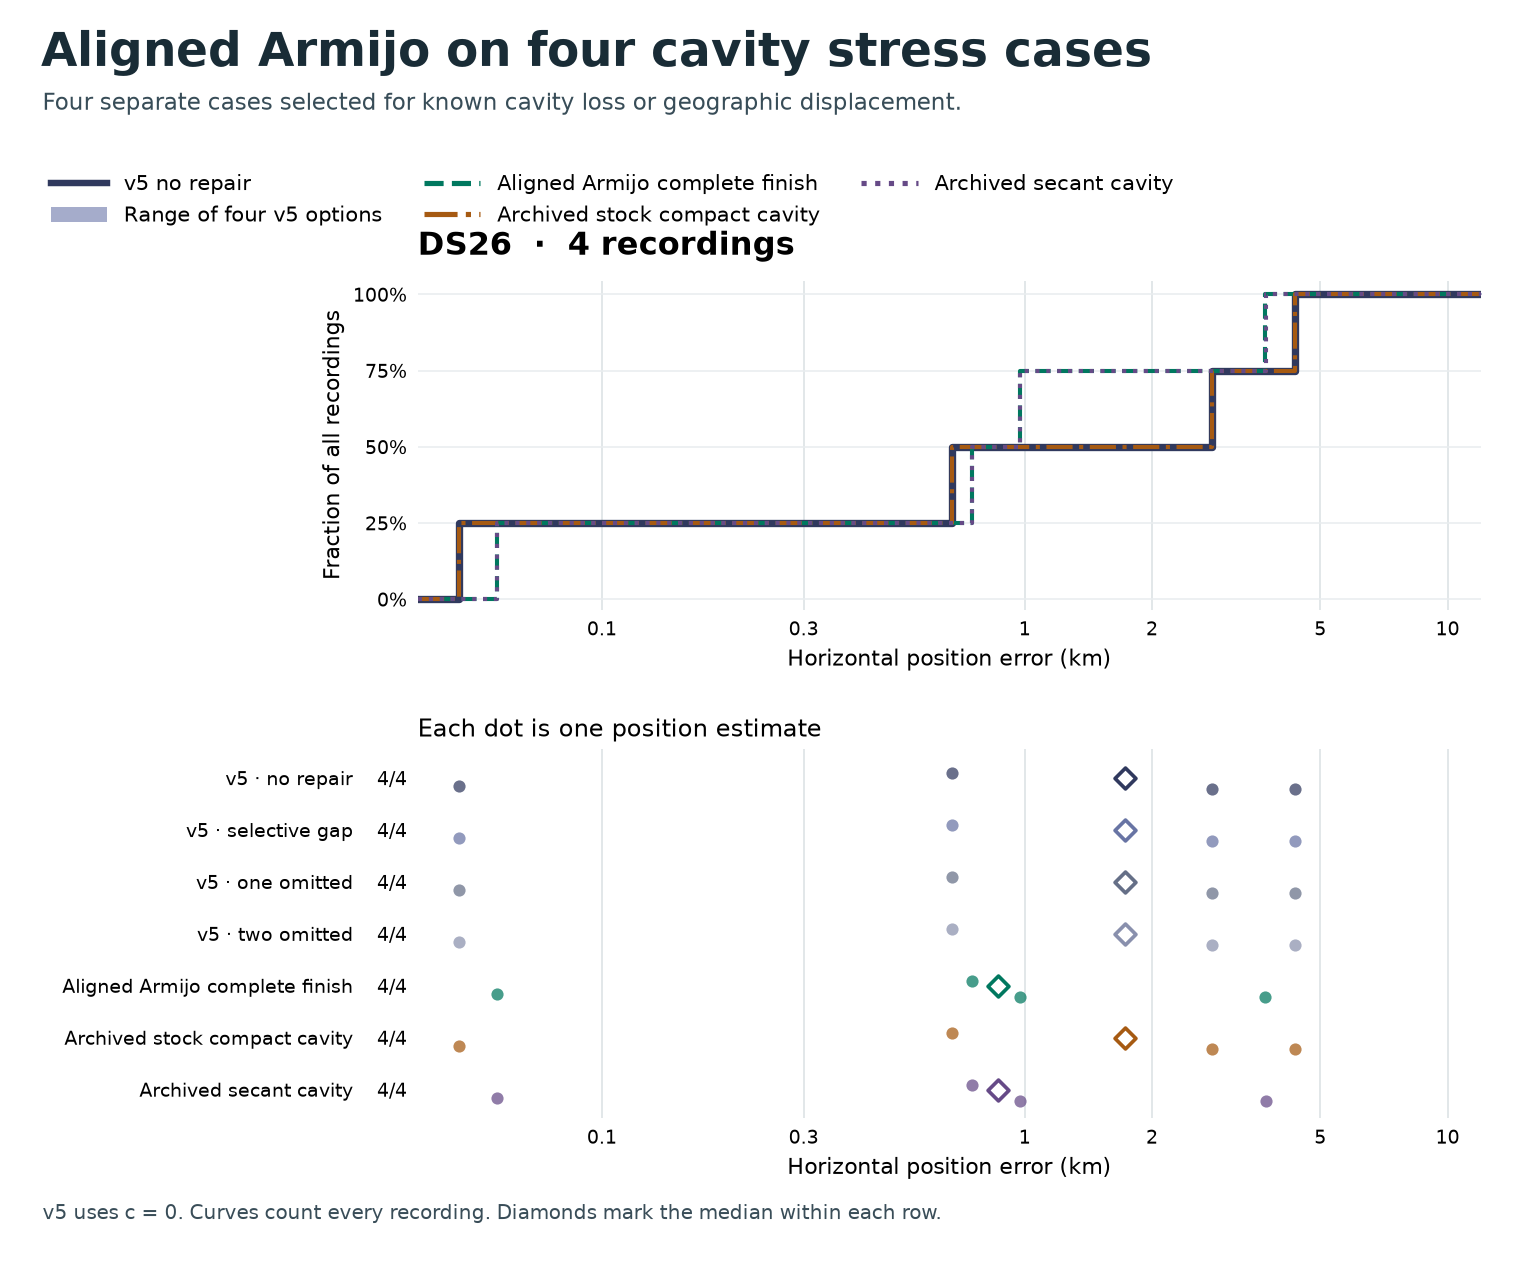 Aligned Armijo on four cavity stress cases
Four separate cases selected for known cavity loss or geographic displacement.
v5 no repair
Range of four v5 options
Aligned Armijo complete finish
Archived stock compact cavity
Archived secant cavity
DS26 · 4 recordings
Fraction of all recordings
100%
75%
50%
25%
0%
0.1 0.3 1 2 5 10
Horizontal position error (km)
Each dot is one position estimate
v5 · no repair 4/4
v5 · selective gap 4/4
v5 · one omitted 4/4
v5 · two omitted 4/4
Aligned Armijo complete finish 4/4
Archived stock compact cavity 4/4
Archived secant cavity 4/4
0.1 0.3 1 2 5 10
Horizontal position error (km)
v5 uses c = 0. Curves count every recording. Diamonds mark the median within each row.